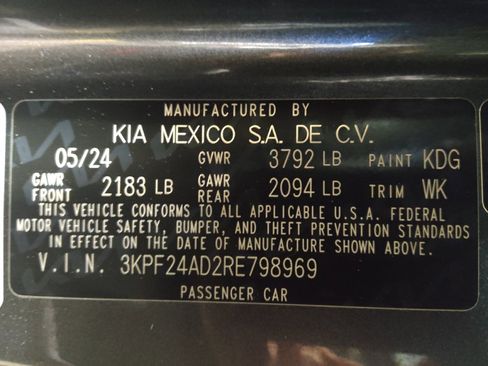 MANUFACTURED BY
KIA MEXICO S.A. DE C.V.
05/24 GVWR 3792 LB PAINT KDG
GAWR FRONT 2183 LB GAWR REAR 2094 LB TRIM WK
THIS VEHICLE CONFORMS TO ALL APPLICABLE U.S.A. FEDERAL
MOTOR VEHICLE SAFETY, BUMPER, AND THEFT PREVENTION STANDARDS
IN EFFECT ON THE DATE OF MANUFACTURE SHOWN ABOVE.
V.I.N. 3KPF24AD2RE798969
PASSENGER CAR